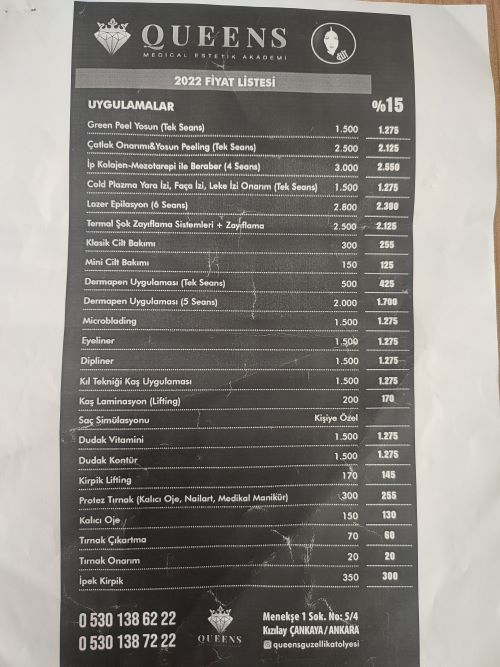 QUEENS
MEDICAL ESTETİK AKADEMİ
2022 FİYAT LİSTESİ
UYGULAMALAR %15
Green Peel Yosun (Tek Seans) 1.500 1.275
Çatlak Onarımı&Yosun Peeling (Tek Seans) 2.500 2.125
İp Kolajen-Mezotarepi ile Beraber (4 Seans) 3.000 2.550
Cold Plazma Yara İzi, Faça İzi, Leke İzi Onarım (Tek Seans) 1.500 1.275
Lazer Epilasyon (6 Seans) 2.800 2.380
Termal Şok Zayıflama Sistemleri + Zayıflama 2.500 2.125
Klasik Cilt Bakımı 300 255
Mini Cilt Bakımı 150 125
Dermapen Uygulaması (Tek Seans) 500 425
Dermapen Uygulaması (5 Seans) 2.000 1.700
Microblading 1.500 1.275
Eyeliner 1.500 1.275
Dipliner 1.500 1.275
Kıl Tekniği Kaş Uygulaması 1.500 1.275
Kaş Laminasyon (Lifting) 200 170
Saç Simülasyonu Kişiye Özel
Dudak Vitamini 1.500 1.275
Dudak Kontür 1.500 1.275
Kirpik Lifting 170 145
Protez Tırnak (Kalıcı Oje, Nailart, Medikal Manikür) 300 255
Kalıcı Oje 150 130
Tırnak Çıkartma 70 60
Tırnak Onarım 20 20
İpek Kirpik 350 300
0 530 138 62 22
0 530 138 72 22
QUEENS
Menekşe 1 Sok. No: 5/4
Kızılay ÇANKAYA/ANKARA
queensguzellikatolyesi